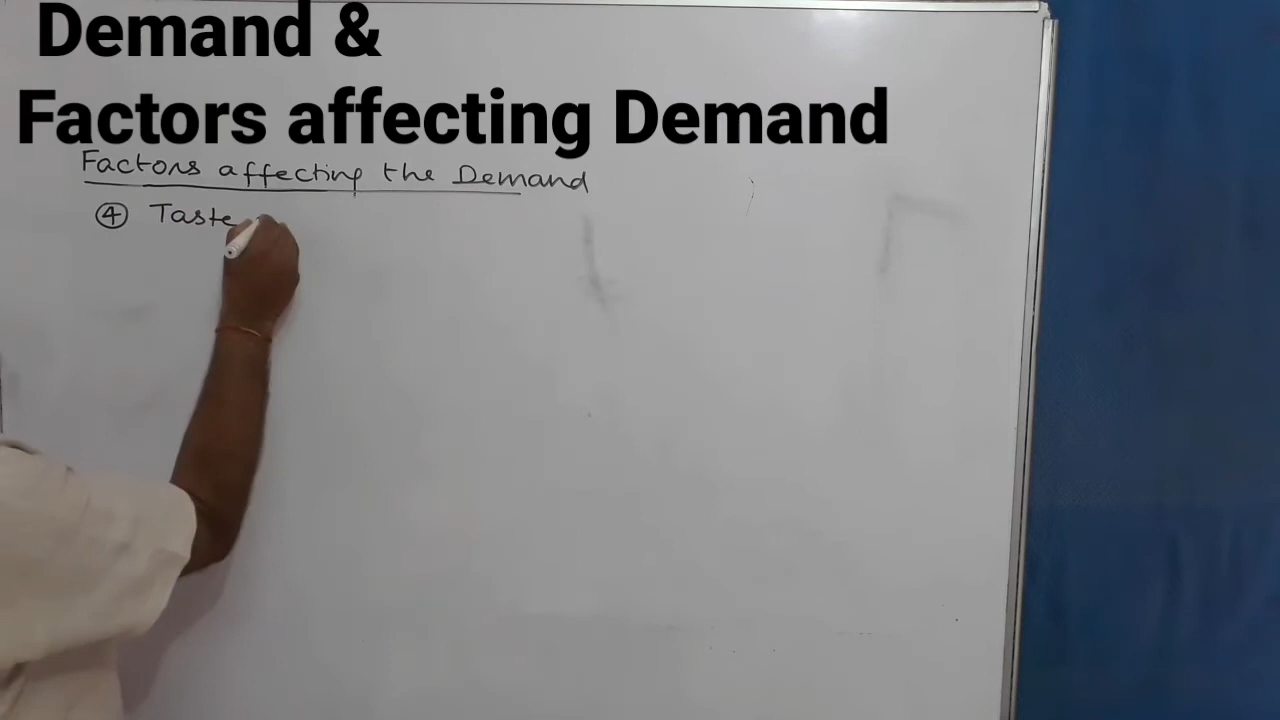 Demand &
Factors affecting Demand
Factors affecting the Demand
④ Taste